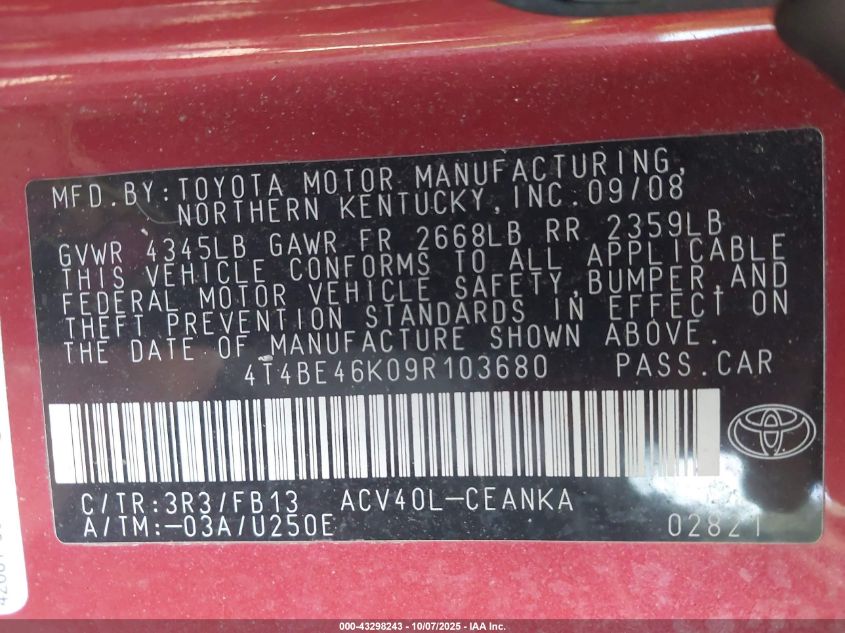 MFD.BY:TOYOTA MOTOR MANUFACTURING,
NORTHERN KENTUCKY,INC.09/08
GVWR 4345LB GAWR FR 2668LB RR 2359LB
THIS VEHICLE CONFORMS TO ALL APPLICABLE
FEDERAL MOTOR VEHICLE SAFETY,BUMPER,AND
THEFT PREVENTION STANDARDS IN EFFECT ON
THE DATE OF MANUFACTURE SHOWN ABOVE.
4T4BE46K09R103680 PASS.CAR
C/TR:3R3/FB13 ACV40L-CEANKA
A/TM:-03A/U250E 02821
000-43298243 - 10/07/2025 - IAA Inc.